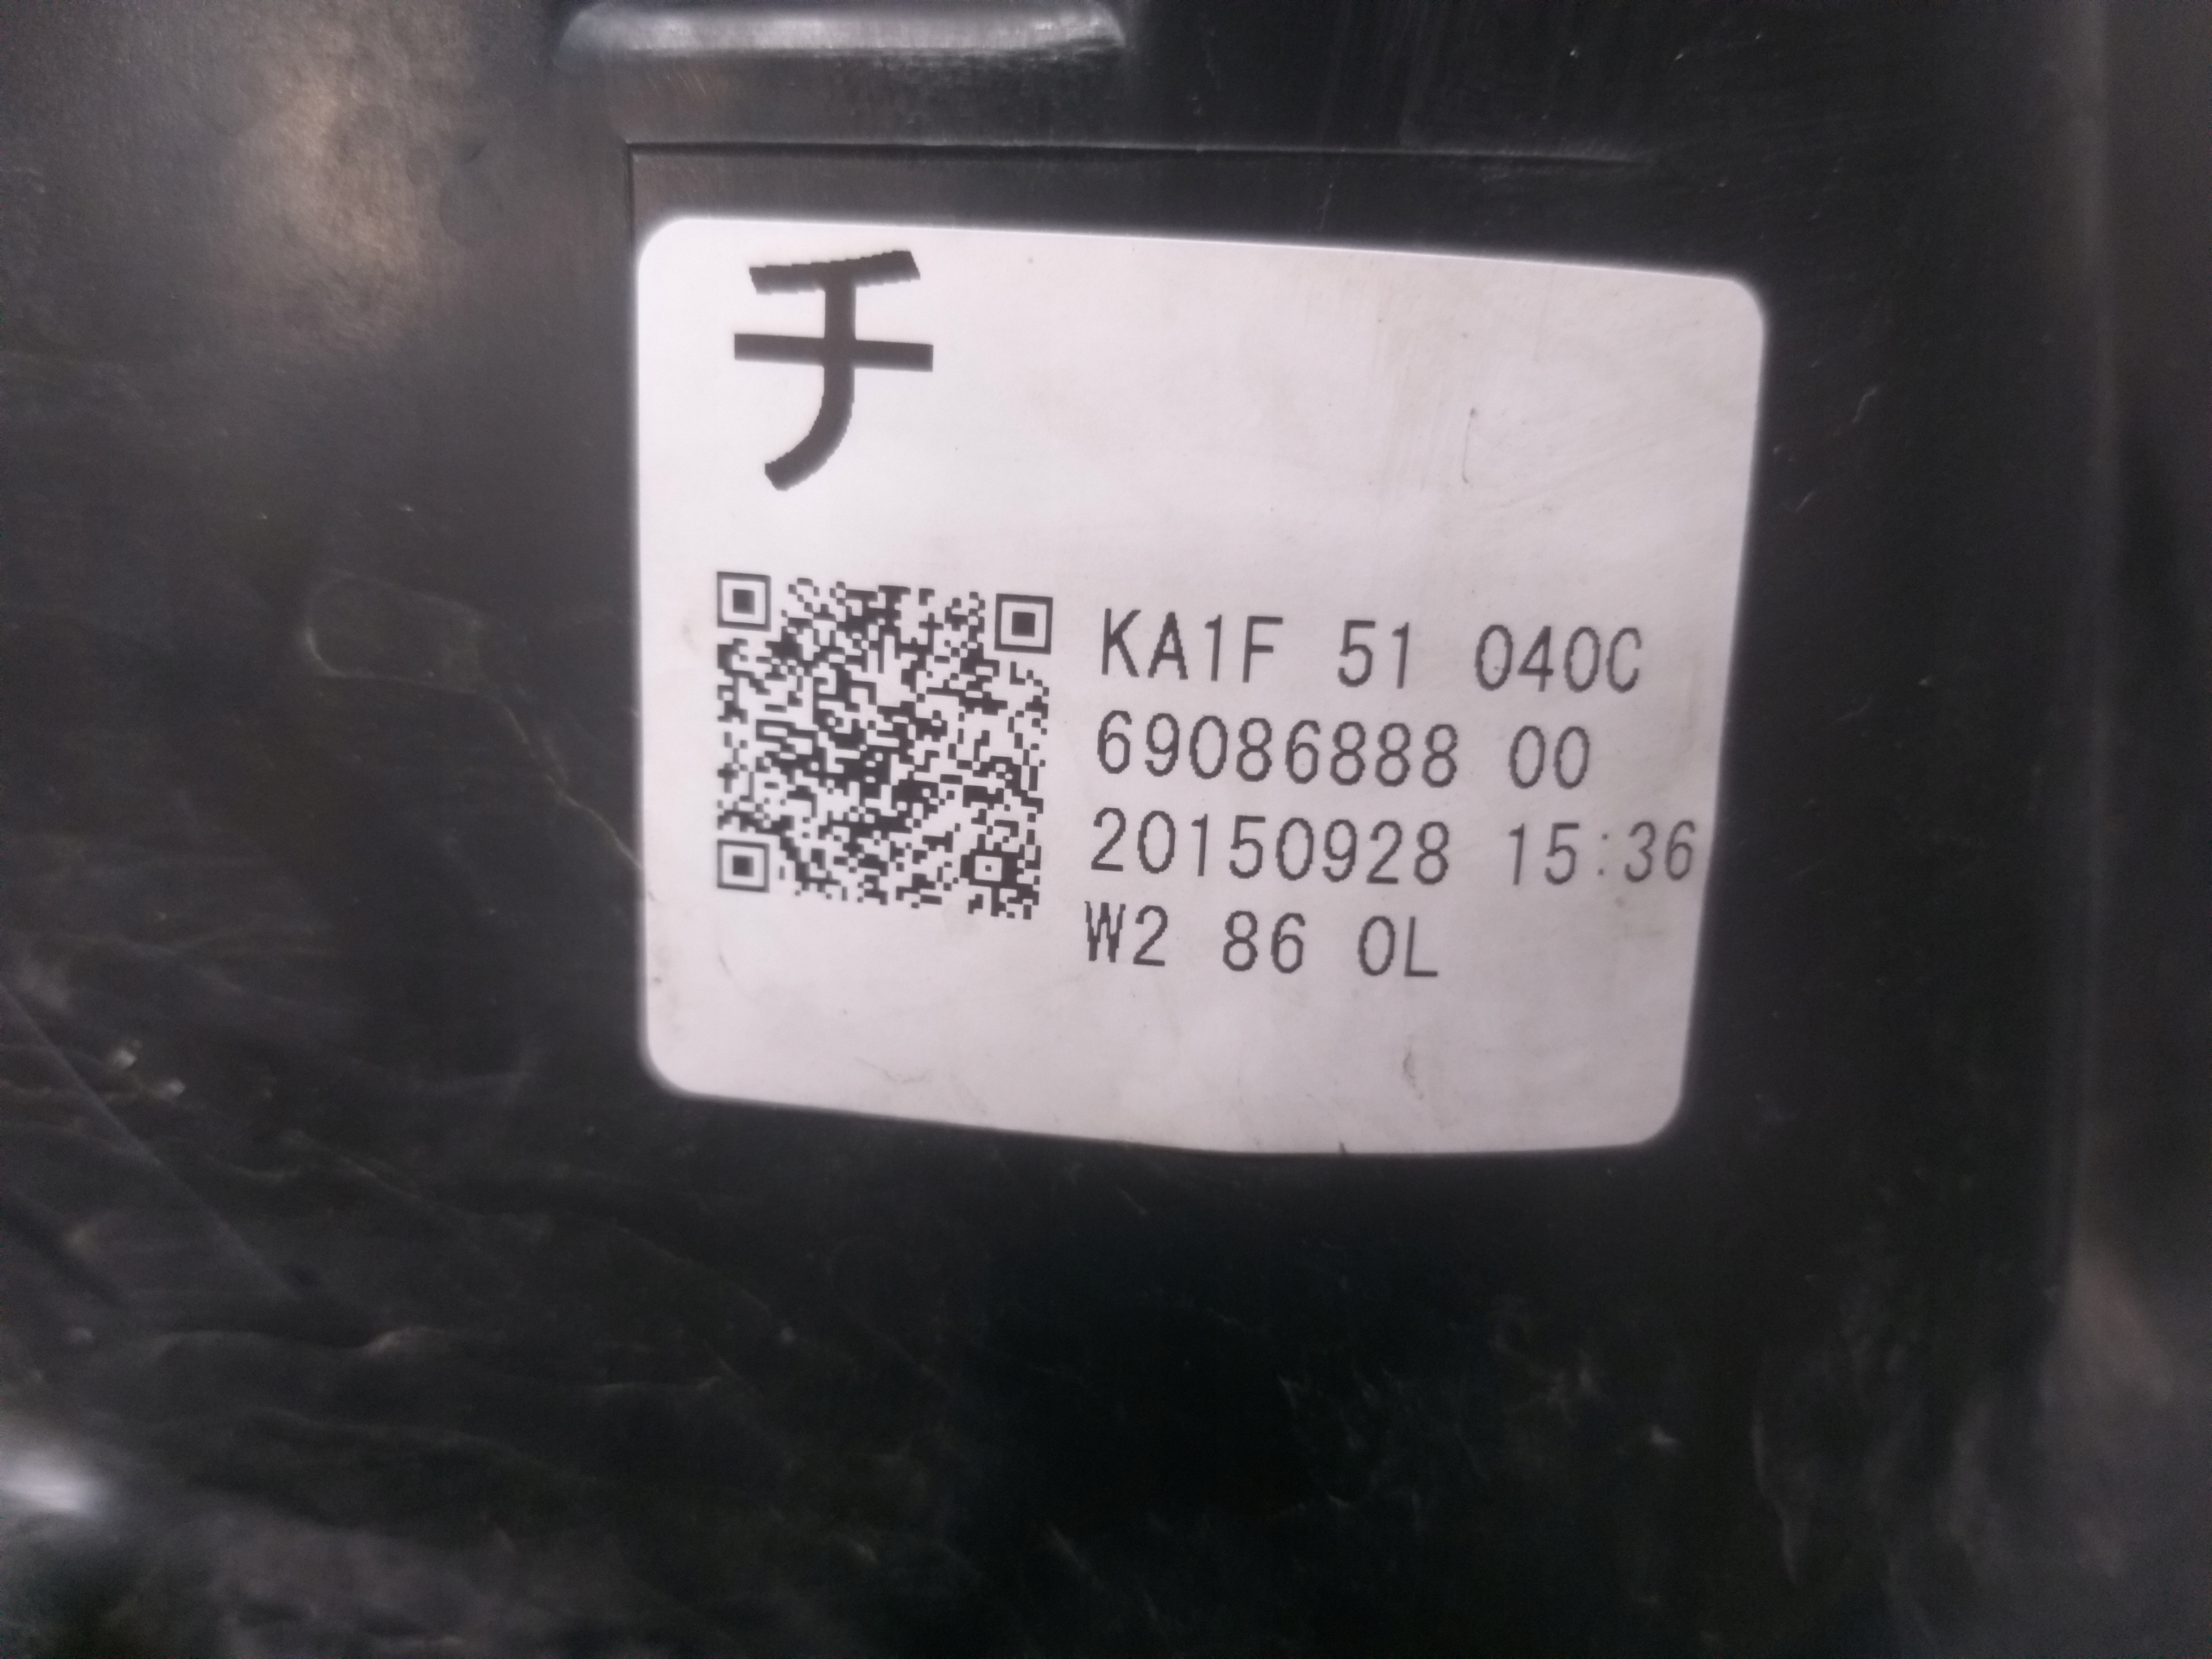 チ
KA1F 51 040C
69086888 00
20150928 15:36
W2 86 0L